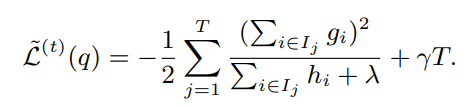 $\tilde{\mathcal{L}}^{(t)}(q) = -\frac{1}{2} \sum_{j=1}^{T} \frac{(\sum_{i \in I_j} g_i)^2}{\sum_{i \in I_j} h_i + \lambda} + \gamma T.$